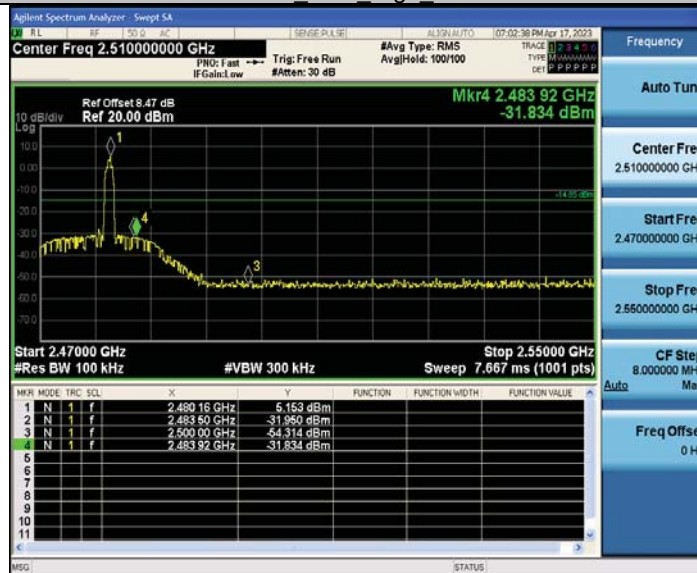 Agilent Spectrum Analyzer - Swept SA
RL RF 50 Ω AC SENSE:PULSE ALIGN AUTO 07:02:38 PM Apr 17, 2023
Center Freq 2.510000000 GHz
PNO: Fast
IFGain:Low
Trig: Free Run
#Atten: 30 dB
#Avg Type: RMS
Avg|Hold: 100/100
TRACE 1 2 3 4 5 6
TYPE MWWWWW
DET P P P P P P
Ref Offset 8.47 dB
10 dB/div Ref 20.00 dBm
Log
Mkr4 2.483 92 GHz
-31.834 dBm
10.0
0.00
-10.0
-20.0
-30.0
-40.0
-50.0
-60.0
-70.0
1
4
3
-14.85 dBm
Start 2.47000 GHz Stop 2.55000 GHz
#Res BW 100 kHz #VBW 300 kHz Sweep 7.667 ms (1001 pts)
MKR MODE TRC SCL X Y FUNCTION FUNCTION WIDTH FUNCTION VALUE
1 N 1 f 2.480 16 GHz 5.153 dBm
2 N 1 f 2.483 50 GHz -31.950 dBm
3 N 1 f 2.500 00 GHz -54.314 dBm
4 N 1 f 2.483 92 GHz -31.834 dBm
5
6
7
8
9
10
11
MSG STATUS
Frequency
Auto Tun
Center Fre
2.510000000 GH
Start Fre
2.470000000 GH
Stop Fre
2.550000000 GH
CF Ste
8.000000 MH
Auto Ma
Freq Offse
0 H